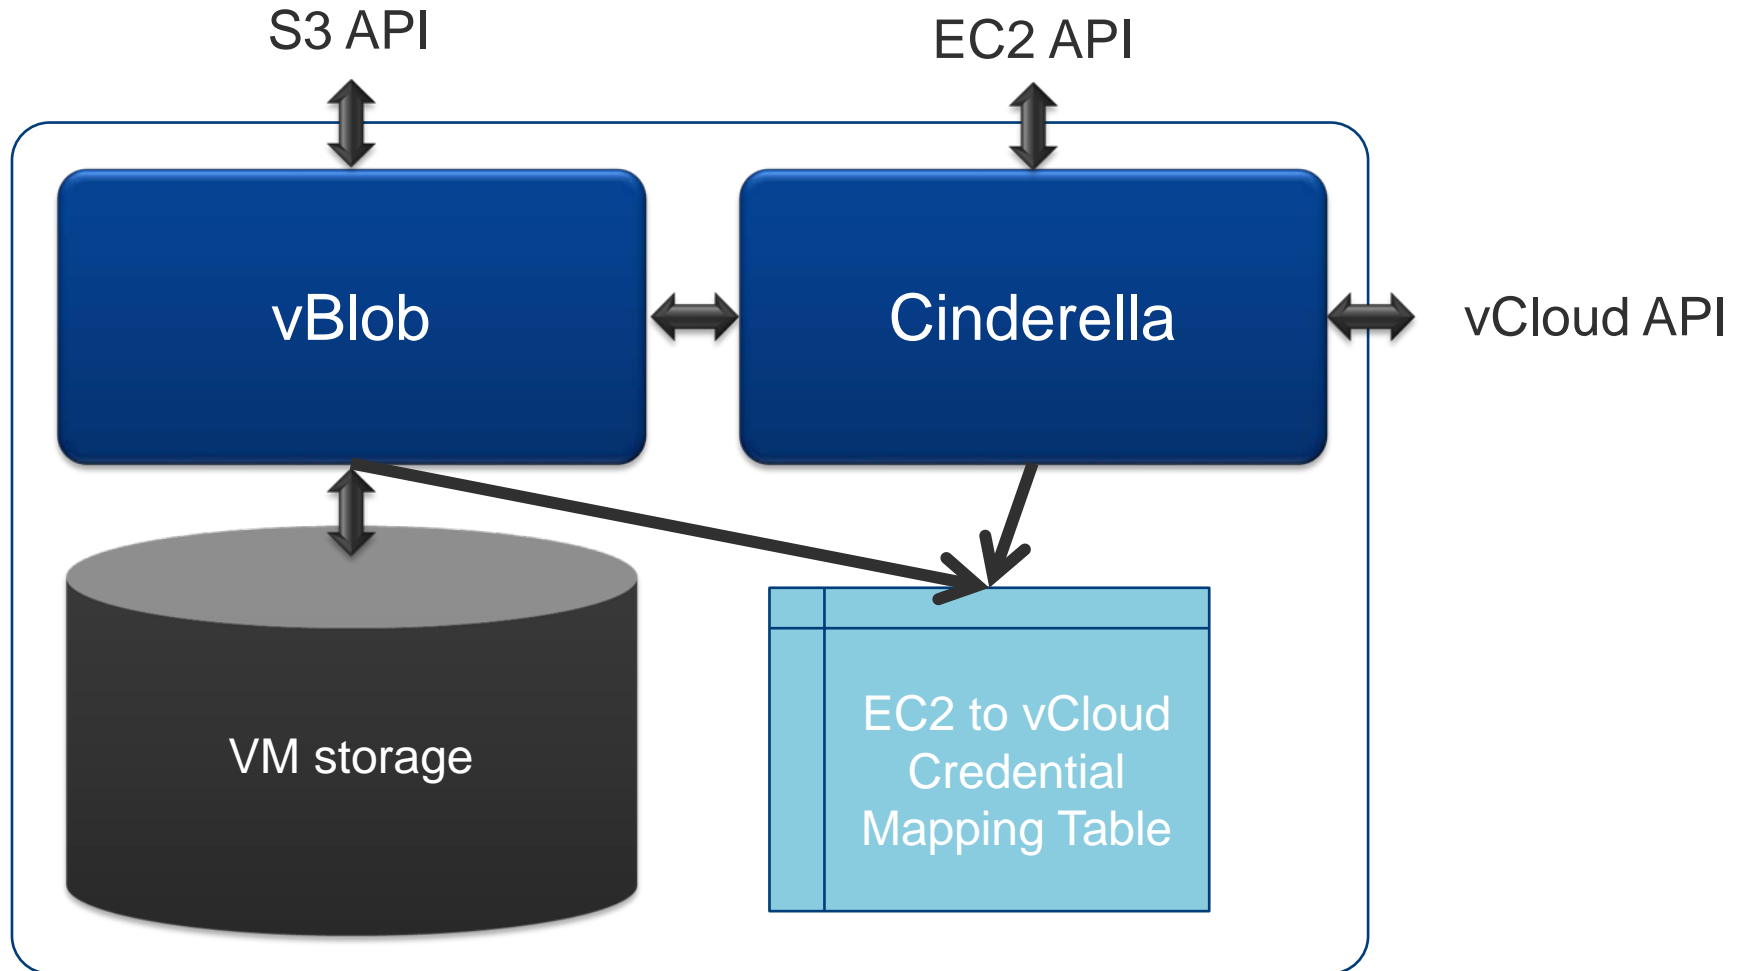 S3 API
EC2 API
vBlob
Cinderella
vCloud API
VM storage
EC2 to vCloud
Credential
Mapping Table